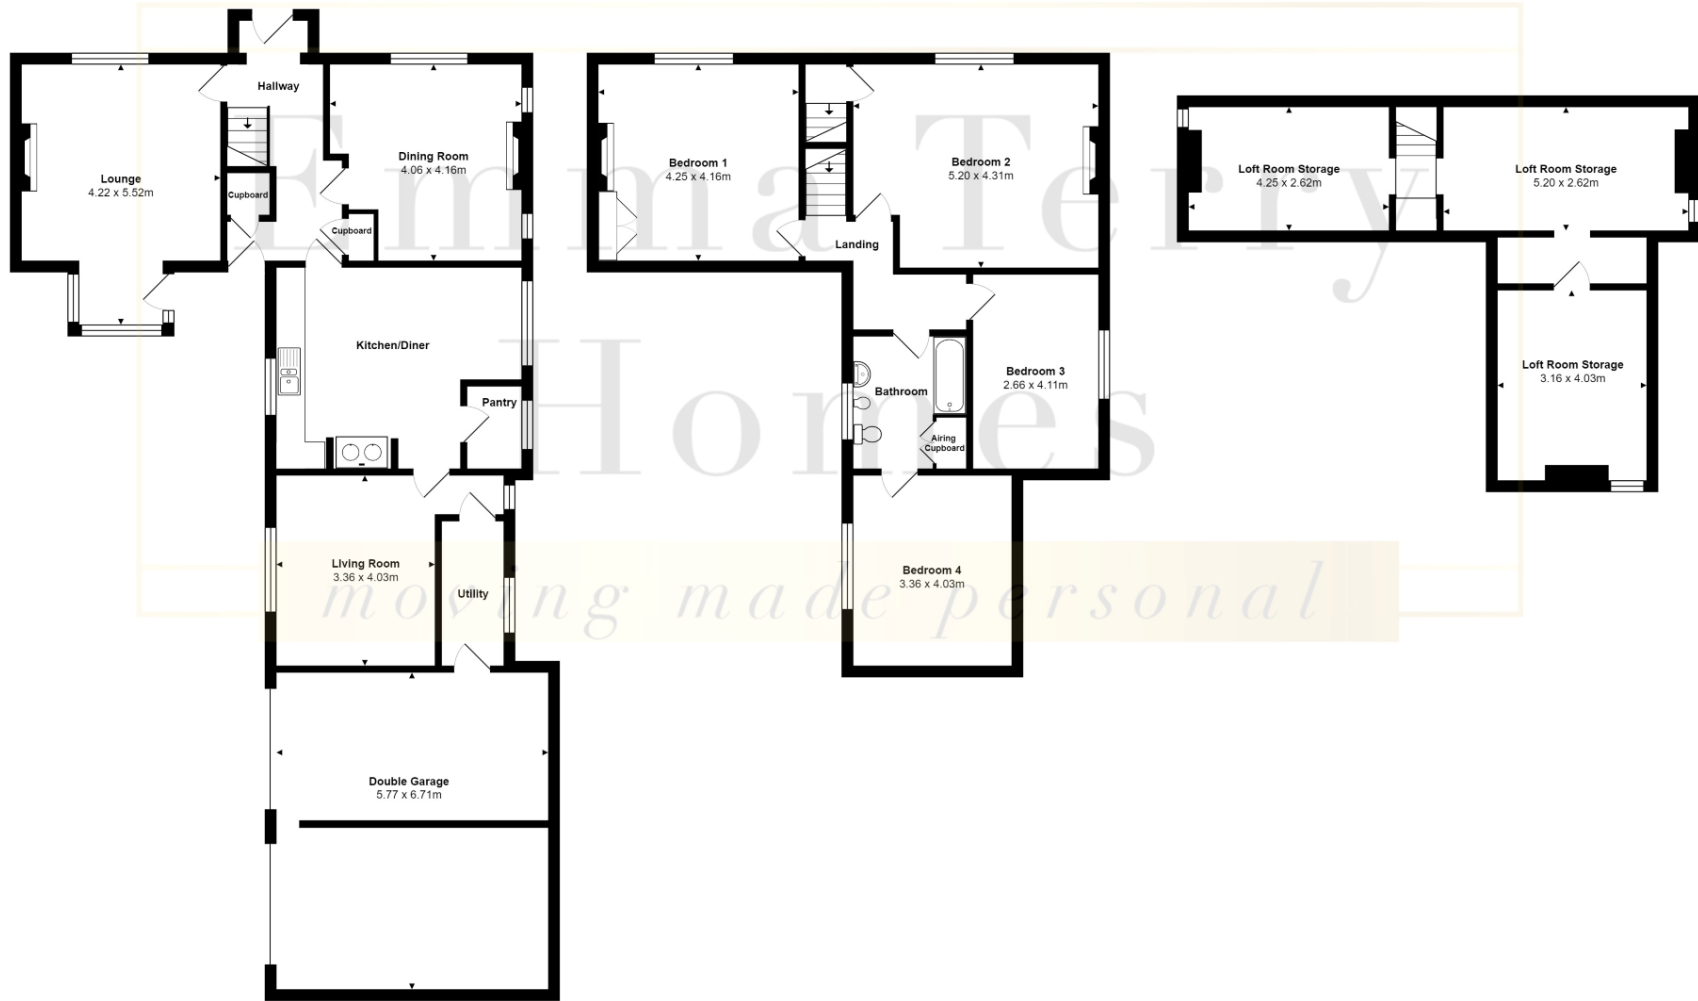 Hallway
Lounge
4.22 x 5.52m
Cupboard
Dining Room
4.06 x 4.16m
Cupboard
Kitchen/Diner
Pantry
Living Room
3.36 x 4.03m
Utility
Double Garage
5.77 x 6.71m
Bedroom 1
4.25 x 4.16m
Bedroom 2
5.20 x 4.31m
Landing
Bedroom 3
2.66 x 4.11m
Bathroom
Airing
Cupboard
Bedroom 4
3.36 x 4.03m
Loft Room Storage
4.25 x 2.62m
Loft Room Storage
5.20 x 2.62m
Loft Room Storage
3.16 x 4.03m
Emma Terry
Homes
moving made personal